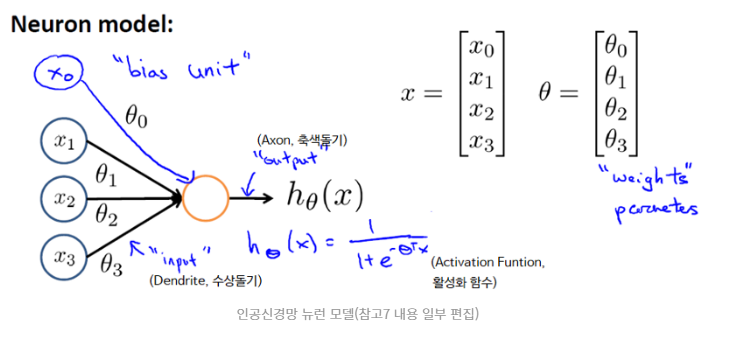 Neuron model:
x₀
"bias unit"
θ₀
x₁
θ₁
x₂
θ₂
x₃
θ₃
"input"
(Dendrite, 수상돌기)
(Axon, 축색돌기)
"output"
hθ(x)
hθ(x) = 1 / (1 + e^(-θᵀx))
(Activation Funtion,
활성화 함수)
x = [x₀ x₁ x₂ x₃]
θ = [θ₀ θ₁ θ₂ θ₃]
"weights"
parameters
인공신경망 뉴런 모델(참고7 내용 일부 편집)